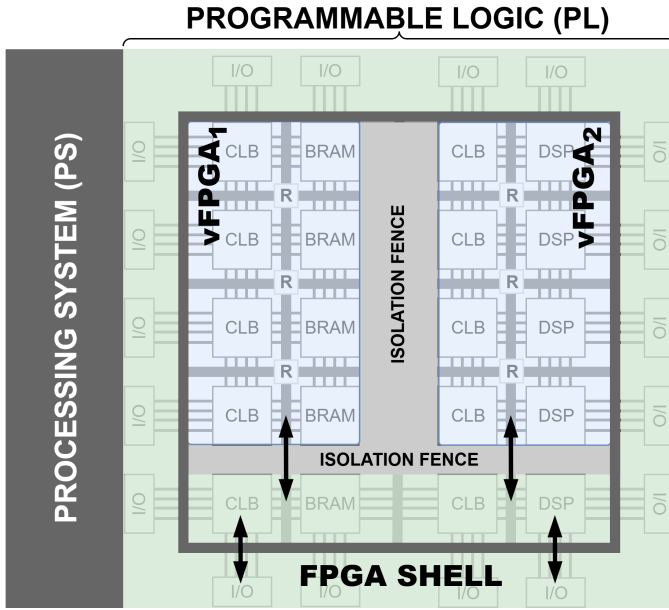 PROGRAMMABLE LOGIC (PL)
PROCESSING SYSTEM (PS)
I/O I/O I/O I/O
vFPGA1 vFPGA2
I/O CLB BRAM CLB DSP I/O
R R
I/O CLB BRAM CLB DSP I/O
ISOLATION FENCE
R R
I/O CLB BRAM CLB DSP I/O
R R
I/O CLB BRAM CLB DSP I/O
ISOLATION FENCE
I/O CLB BRAM CLB DSP I/O
FPGA SHELL
I/O I/O I/O I/O